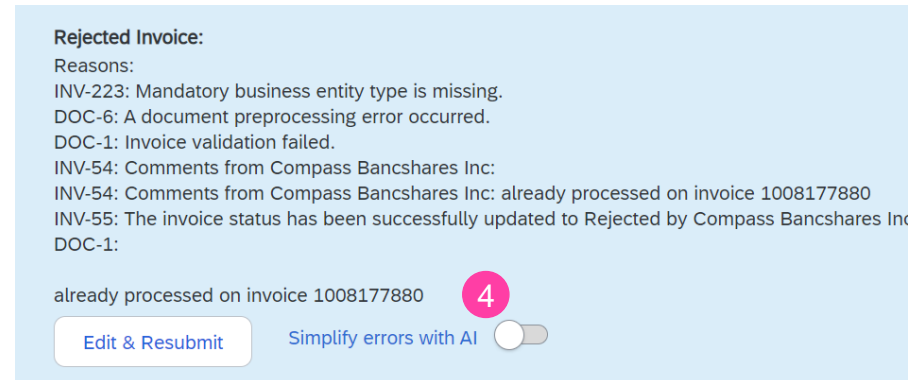 Rejected Invoice:
Reasons:
INV-223: Mandatory business entity type is missing.
DOC-6: A document preprocessing error occurred.
DOC-1: Invoice validation failed.
INV-54: Comments from Compass Bancshares Inc:
INV-54: Comments from Compass Bancshares Inc: already processed on invoice 1008177880
INV-55: The invoice status has been successfully updated to Rejected by Compass Bancshares Inc
DOC-1:
already processed on invoice 1008177880
4
Edit & Resubmit Simplify errors with AI